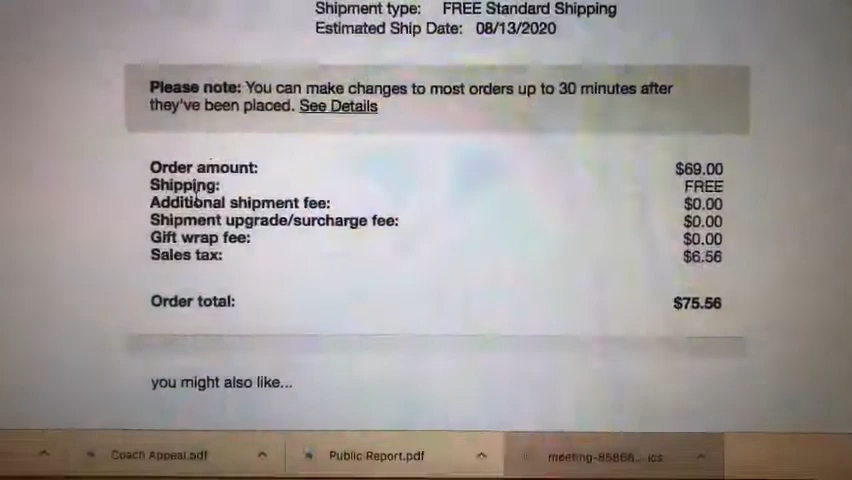 Shipment type: FREE Standard Shipping
Estimated Ship Date: 08/13/2020
Please note: You can make changes to most orders up to 30 minutes after
they've been placed. See Details
Order amount: $69.00
Shipping: FREE
Additional shipment fee: $0.00
Shipment upgrade/surcharge fee: $0.00
Gift wrap fee: $0.00
Sales tax: $6.56
Order total: $75.56
you might also like...
Coach Appeal.pdf Public Report.pdf meeting-85866....ics